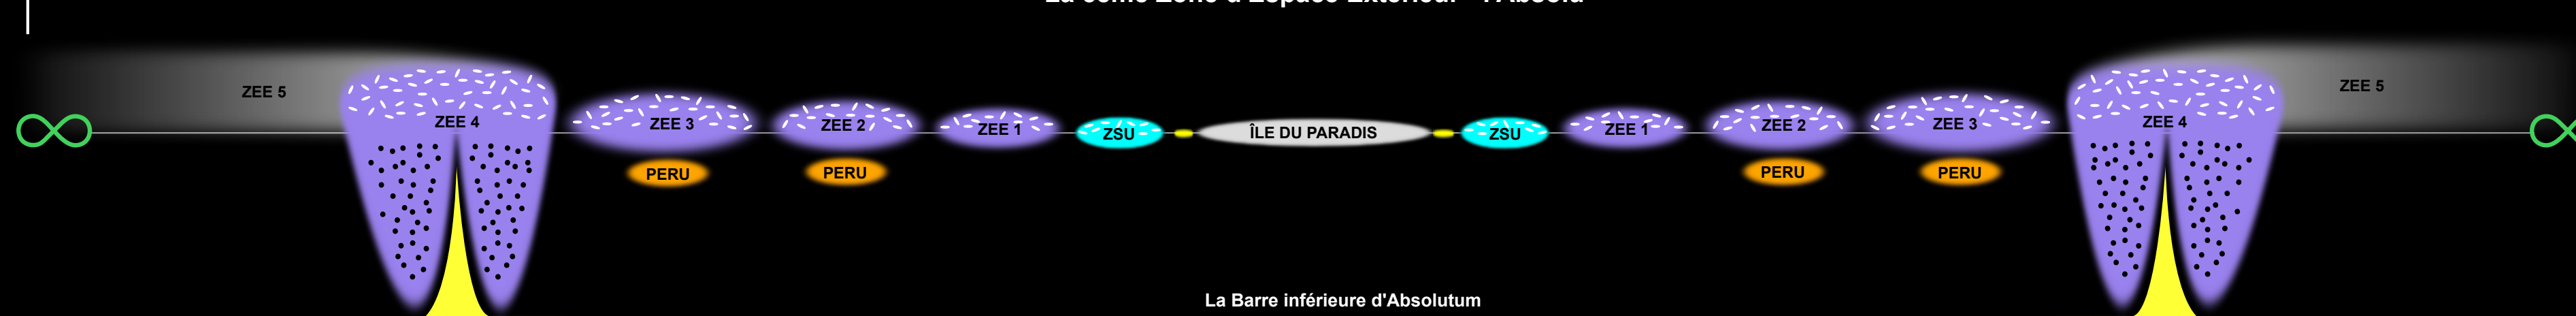 ZEE 5
ZEE 4
ZEE 3
ZEE 2
ZEE 1
ZSU
ÎLE DU PARADIS
ZSU
ZEE 1
ZEE 2
ZEE 3
ZEE 4
ZEE 5
PERU
PERU
PERU
PERU
La Barre inférieure d'Absolutum